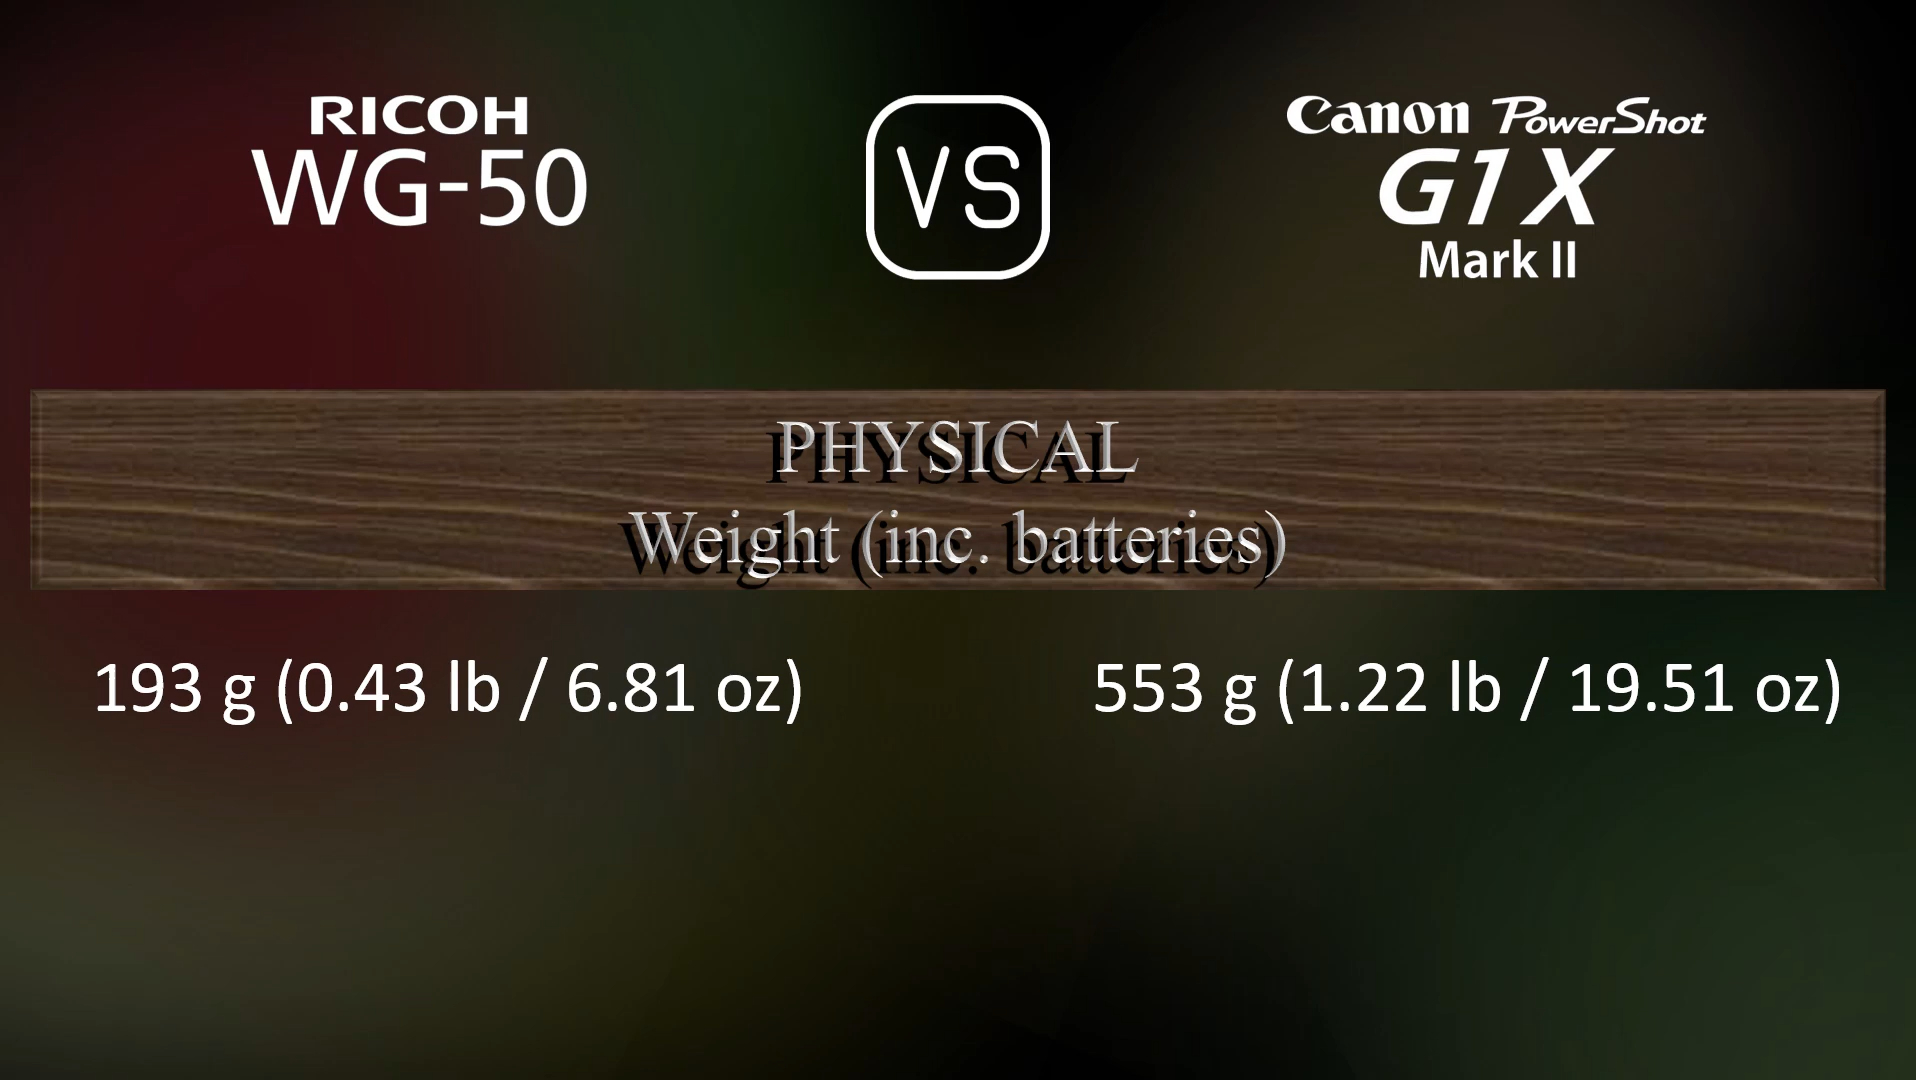 RICOH
WG-50
VS
Canon PowerShot
G1 X
Mark II
PHYSICAL
Weight (inc. batteries)
193 g (0.43 lb / 6.81 oz)
553 g (1.22 lb / 19.51 oz)